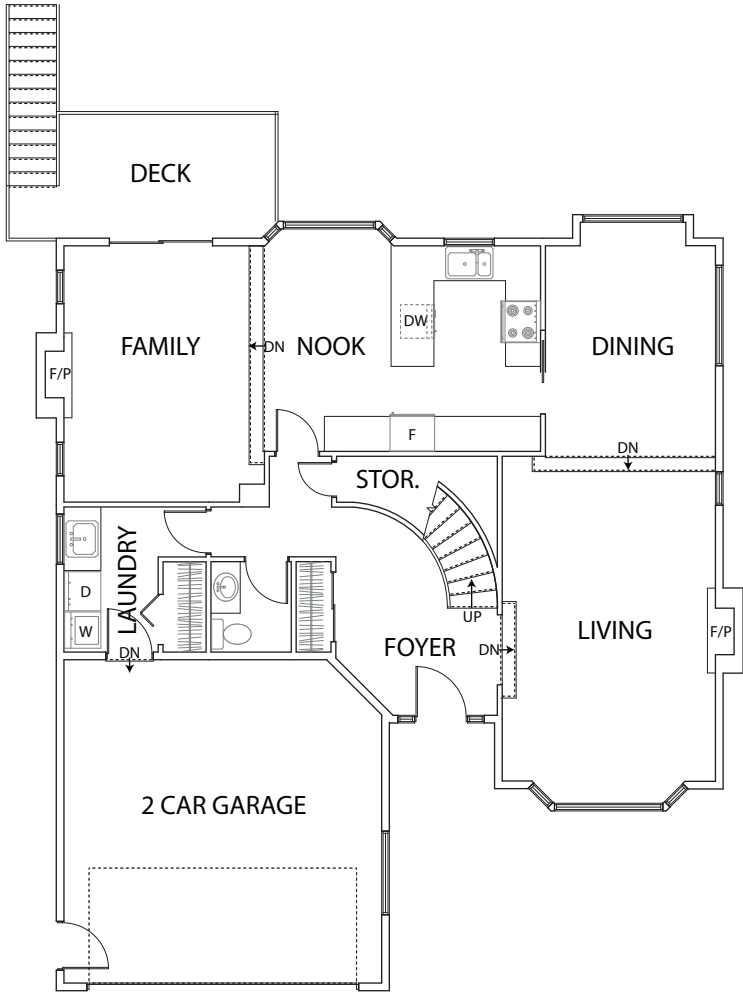 DECK
FAMILY
DN
NOOK
DW
DINING
F/P
F
DN
STOR.
LAUNDRY
D
W
UP
DN
FOYER
DN
LIVING
F/P
2 CAR GARAGE